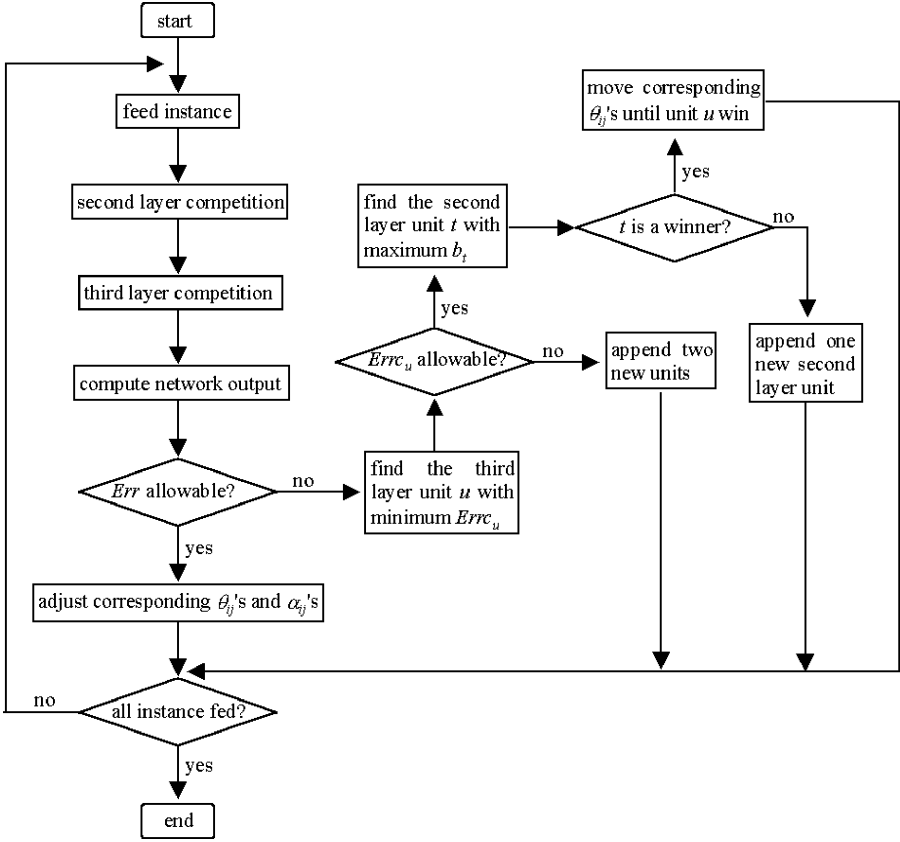 start
feed instance
second layer competition
third layer competition
compute network output
Err allowable?
no
yes
adjust corresponding θij's and αij's
all instance fed?
no
yes
end
find the third
layer unit u with
minimum Errcu
Errcu allowable?
yes
no
append two
new units
find the second
layer unit t with
maximum bt
t is a winner?
yes
no
move corresponding
θij's until unit u win
append one
new second
layer unit